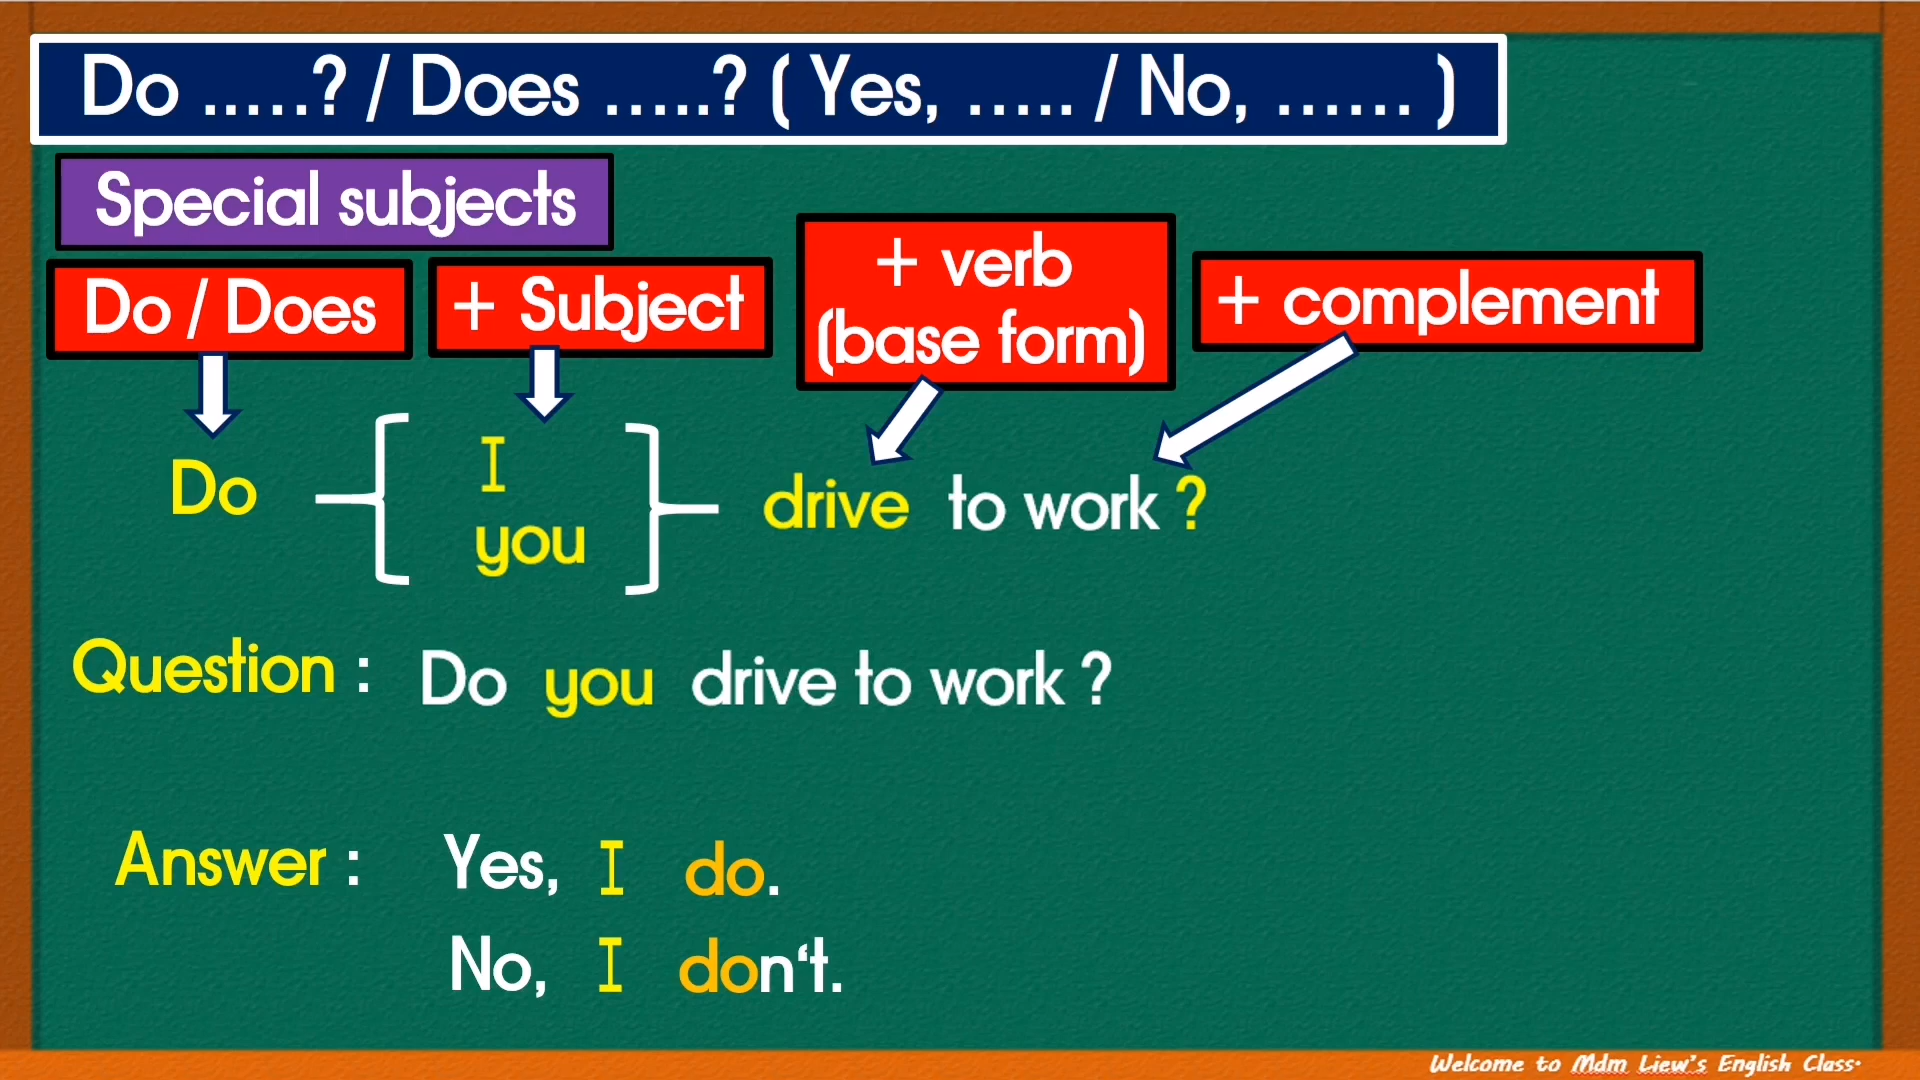 Do .....? / Does .....? ( Yes, ..... / No, ...... )
Special subjects
Do / Does
+ Subject
+ verb
(base form)
+ complement
Do
I
you
drive to work ?
Question : Do you drive to work ?
Answer : Yes, I do.
No, I don‘t.
Welcome to Mdm Liew's English Class.